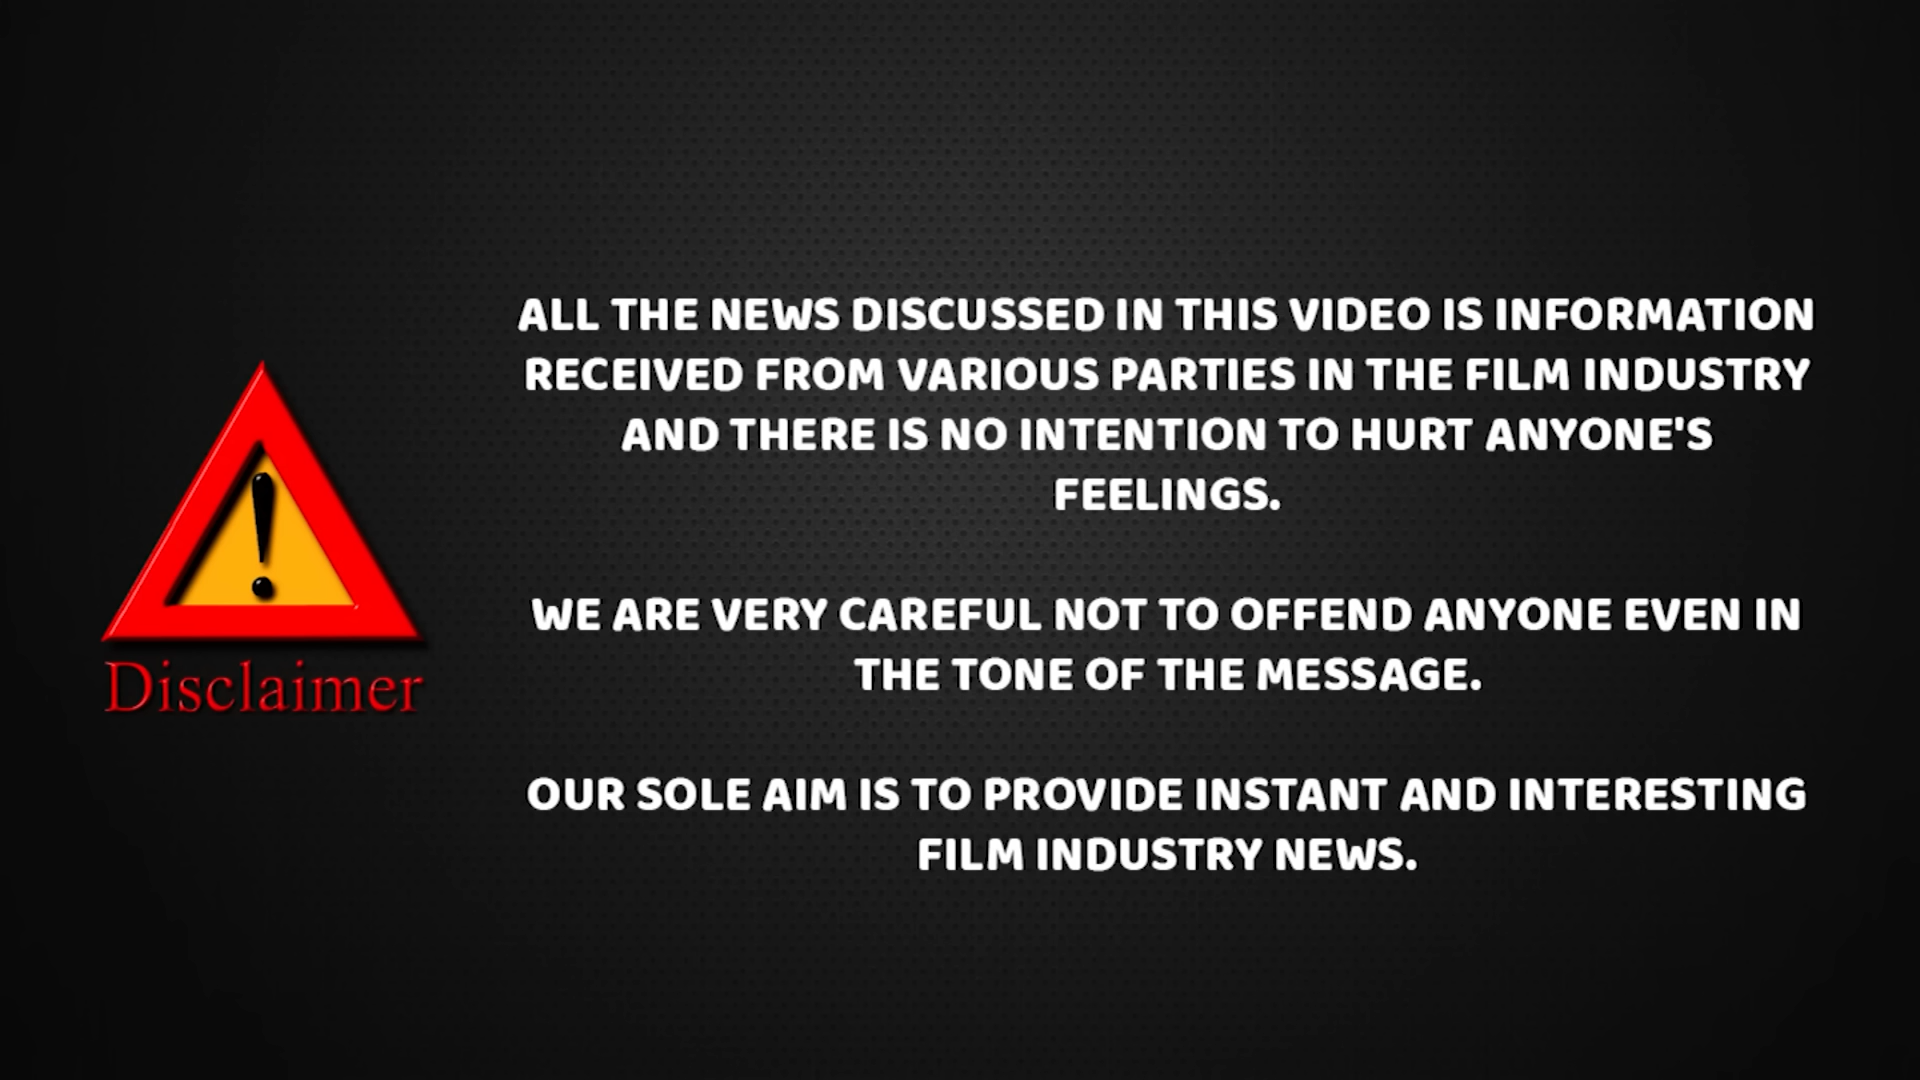 Disclaimer
ALL THE NEWS DISCUSSED IN THIS VIDEO IS INFORMATION
RECEIVED FROM VARIOUS PARTIES IN THE FILM INDUSTRY
AND THERE IS NO INTENTION TO HURT ANYONE'S
FEELINGS.
WE ARE VERY CAREFUL NOT TO OFFEND ANYONE EVEN IN
THE TONE OF THE MESSAGE.
OUR SOLE AIM IS TO PROVIDE INSTANT AND INTERESTING
FILM INDUSTRY NEWS.